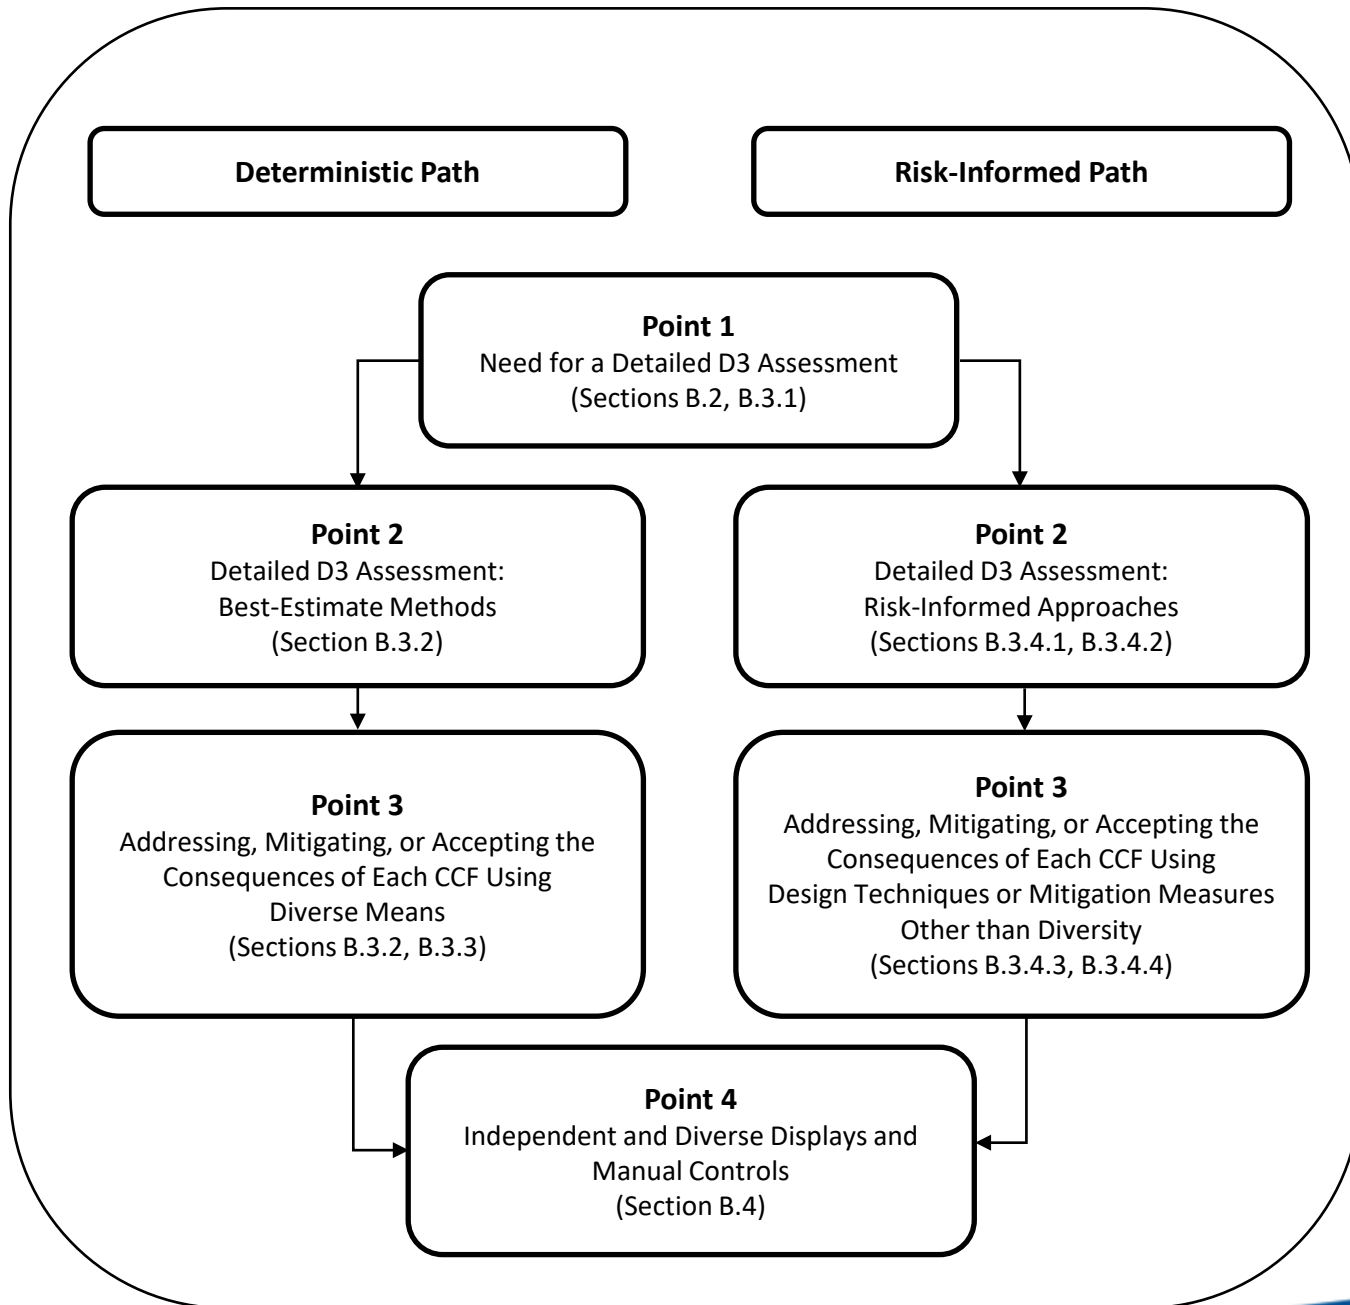 Deterministic Path
Risk-Informed Path
Point 1
Need for a Detailed D3 Assessment
(Sections B.2, B.3.1)
Point 2
Detailed D3 Assessment:
Best-Estimate Methods
(Section B.3.2)
Point 2
Detailed D3 Assessment:
Risk-Informed Approaches
(Sections B.3.4.1, B.3.4.2)
Point 3
Addressing, Mitigating, or Accepting the
Consequences of Each CCF Using
Diverse Means
(Sections B.3.2, B.3.3)
Point 3
Addressing, Mitigating, or Accepting the
Consequences of Each CCF Using
Design Techniques or Mitigation Measures
Other than Diversity
(Sections B.3.4.3, B.3.4.4)
Point 4
Independent and Diverse Displays and
Manual Controls
(Section B.4)